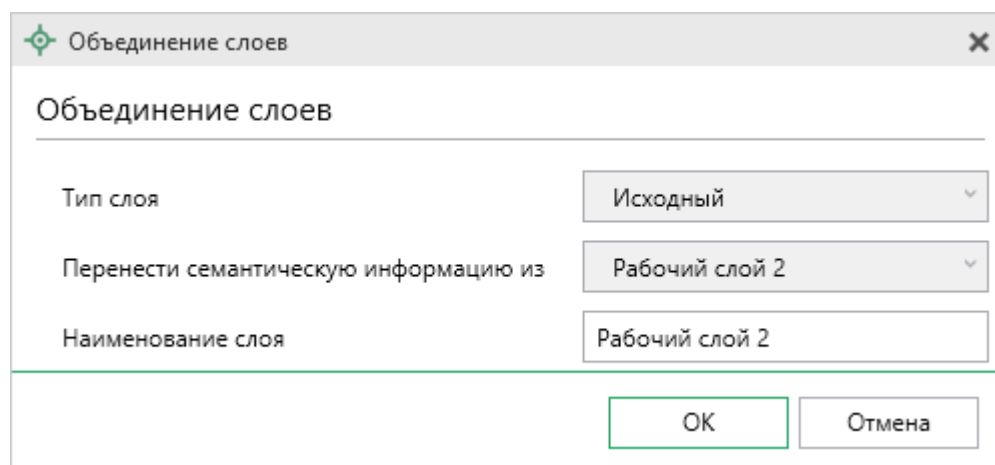 Объединение слоев
Объединение слоев
Тип слоя
Исходный
Перенести семантическую информацию из
Рабочий слой 2
Наименование слоя
Рабочий слой 2
ОК
Отмена